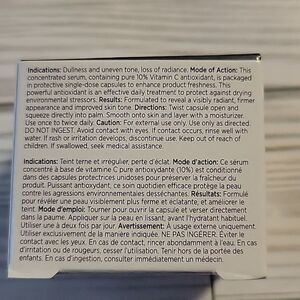 Indications: Dullness and uneven tone, loss of radiance. Mode of Action: This
concentrated serum, containing pure 10% Vitamin C antioxidant, is packaged
in protective single-dose capsules to enhance product freshness. This
powerful antioxidant is an effective daily treatment to protect against drying
environmental stressors. Results: Formulated to reveal a visibly radiant, firmer
appearance and improved skin tone. Directions: Twist capsule open and
squeeze directly into palm. Smooth onto skin and layer with a moisturizer.
Use once to twice daily. Caution: For external use only. Use only as directed.
DO NOT INGEST. Avoid contact with eyes. If contact occurs, rinse well with
water. If rash or irritation develops, discontinue use. Keep out of reach of
children. If swallowed, seek medical assistance.
Indications: Teint terne et irrégulier, perte d'éclat. Mode d'action: Ce sérum
concentré à base de vitamine C pure antioxydante (10%) est conditionné
dans des capsules protectrices unidoses pour préserver la fraîcheur du
produit. Puissant antioxydant, ce soin quotidien efficace protège la peau
contre les agressions environnementales desséchantes. Résultats: Formulé
pour révéler une peau visiblement plus ferme et éclatante, et améliorer le
teint. Mode d'emploi: Tourner pour ouvrir la capsule et verser directement
dans la paume. Appliquer sur la peau en lissant, avant l'hydratant habituel.
Utiliser une à deux fois par jour. Avertissement: À usage externe uniquement.
Utiliser exclusivement de la manière indiquée. NE PAS INGÉRER. Éviter le
contact avec les yeux. En cas de contact, rincer abondamment à l'eau. En
cas de rougeur ou d'irritation, cesser l'utilisation. Tenir hors de la portée des
enfants. En cas d'ingestion, consulter immédiatement un médecin.